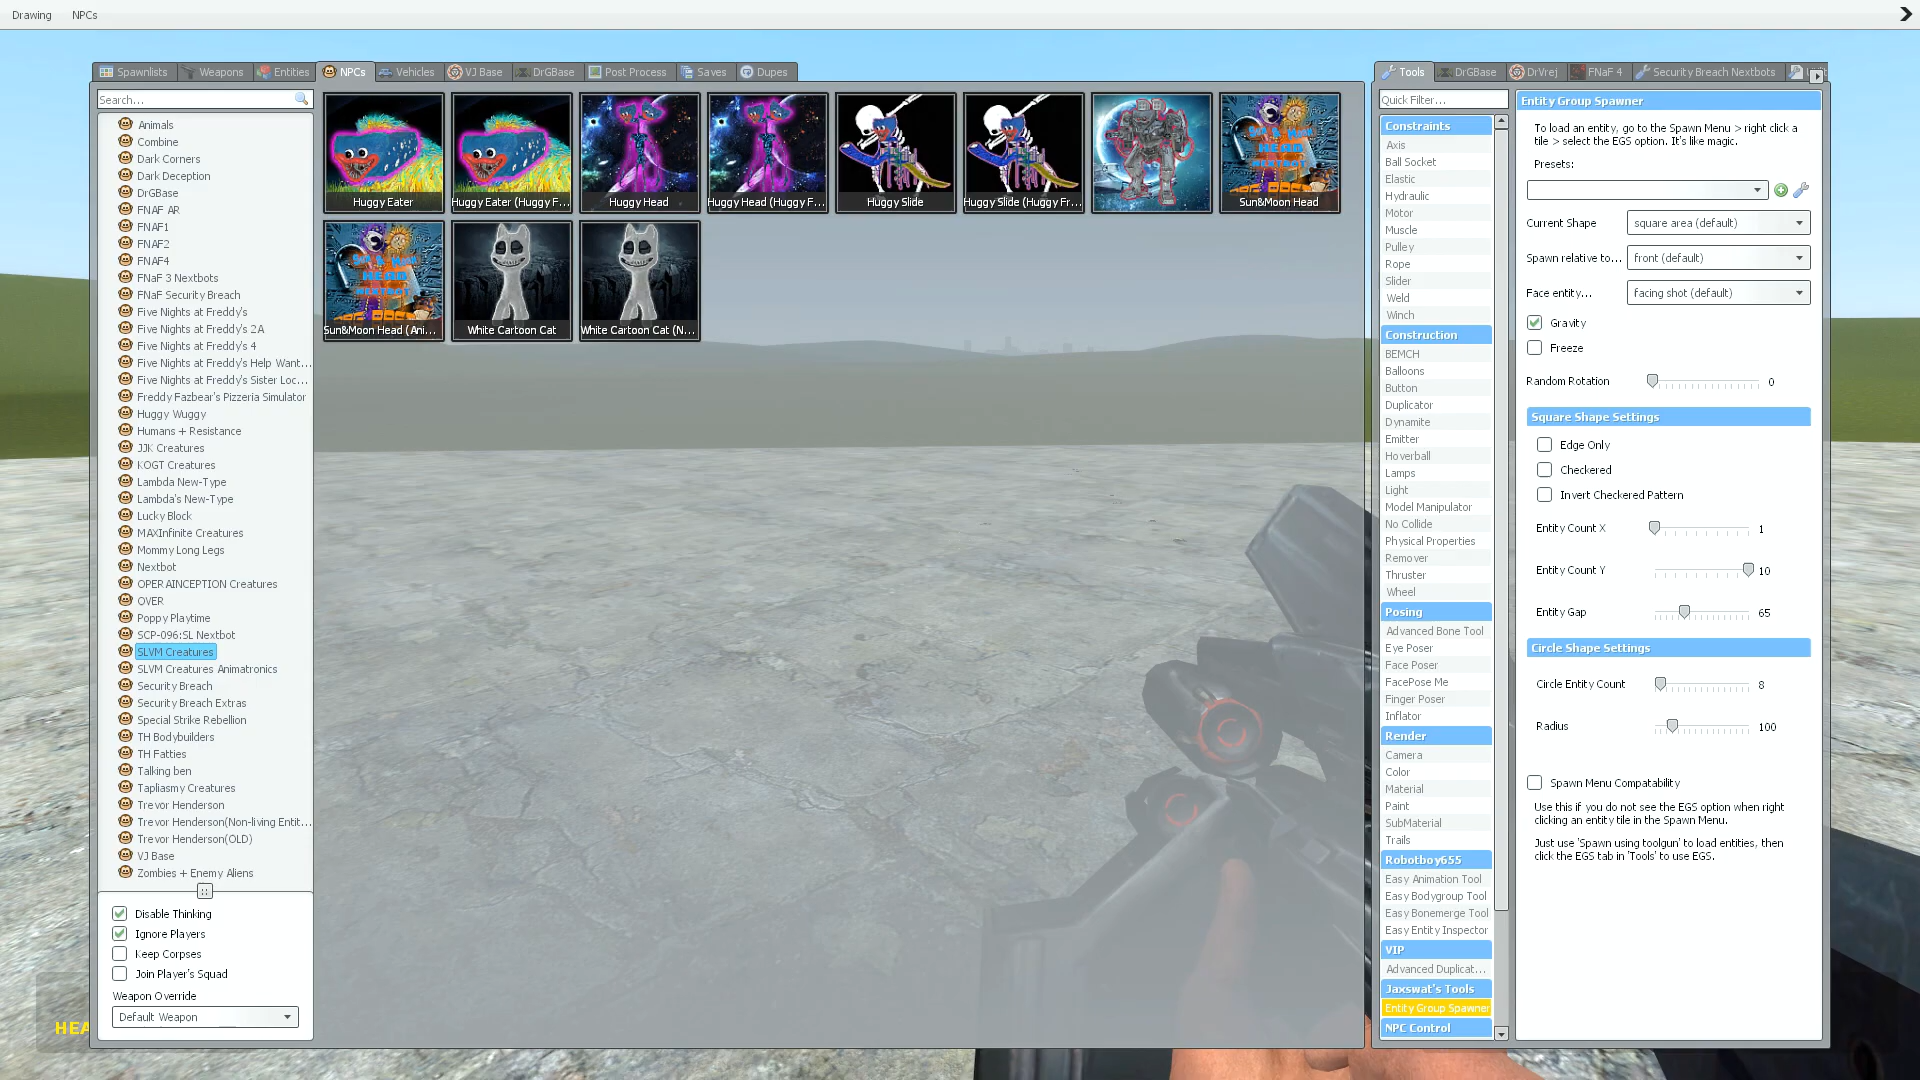 Drawing
NPCs
Spawnlists
Weapons
Entities
NPCs
Vehicles
VJ Base
DrGBase
Post Process
Saves
Dupes
Search...
Animals
Combine
Dark Corners
Dark Deception
DrGBase
FNAF AR
FNAF1
FNAF2
FNAF4
FNaF 3 Nextbots
FNaF Security Breach
Five Nights at Freddy's
Five Nights at Freddy's 2A
Five Nights at Freddy's 4
Five Nights at Freddy's Help Want...
Five Nights at Freddy's Sister Loc...
Freddy Fazbear's Pizzeria Simulator
Huggy Wuggy
Humans + Resistance
JJK Creatures
KOGT Creatures
Lambda New-Type
Lambda's New-Type
Lucky Block
MAXInfinite Creatures
Mommy Long Legs
Nextbot
OPERAINCEPTION Creatures
OVER
Poppy Playtime
SCP-096:SL Nextbot
SLVM Creatures
SLVM Creatures Animatronics
Security Breach
Security Breach Extras
Special Strike Rebellion
TH Bodybuilders
TH Fatties
Talking ben
Tapliasmy Creatures
Trevor Henderson
Trevor Henderson(Non-living Entit...
Trevor Henderson(OLD)
VJ Base
Zombies + Enemy Aliens
Disable Thinking
Ignore Players
Keep Corpses
Join Player's Squad
Weapon Override
Default Weapon
HEA
Huggy Eater
Huggy Eater (Huggy F...
Huggy Head
Huggy Head (Huggy F...
Huggy Slide
Huggy Slide (Huggy Fr...
Sun&Moon Head
Sun&Moon Head (Ani...
White Cartoon Cat
White Cartoon Cat (N...
Tools
DrGBase
DrVrej
FNaF 4
Security Breach Nextbots
Quick Filter...
Constraints
Axis
Ball Socket
Elastic
Hydraulic
Motor
Muscle
Pulley
Rope
Slider
Weld
Winch
Construction
BEMCH
Balloons
Button
Duplicator
Dynamite
Emitter
Hoverball
Lamps
Light
Model Manipulator
No Collide
Physical Properties
Remover
Thruster
Wheel
Posing
Advanced Bone Tool
Eye Poser
Face Poser
FacePose Me
Finger Poser
Inflator
Render
Camera
Color
Material
Paint
SubMaterial
Trails
Robotboy655
Easy Animation Tool
Easy Bodygroup Tool
Easy Bonemerge Tool
Easy Entity Inspector
VIP
Advanced Duplicat...
Jaxswat's Tools
Entity Group Spawner
NPC Control
Entity Group Spawner
To load an entity, go to the Spawn Menu > right click a
tile > select the EGS option. It's like magic.
Presets:
Current Shape
square area (default)
Spawn relative to...
front (default)
Face entity...
facing shot (default)
Gravity
Freeze
Random Rotation
0
Square Shape Settings
Edge Only
Checkered
Invert Checkered Pattern
Entity Count X
1
Entity Count Y
10
Entity Gap
65
Circle Shape Settings
Circle Entity Count
8
Radius
100
Spawn Menu Compatability
Use this if you do not see the EGS option when right
clicking an entity tile in the Spawn Menu.
Just use 'Spawn using toolgun' to load entities, then
click the EGS tab in 'Tools' to use EGS.